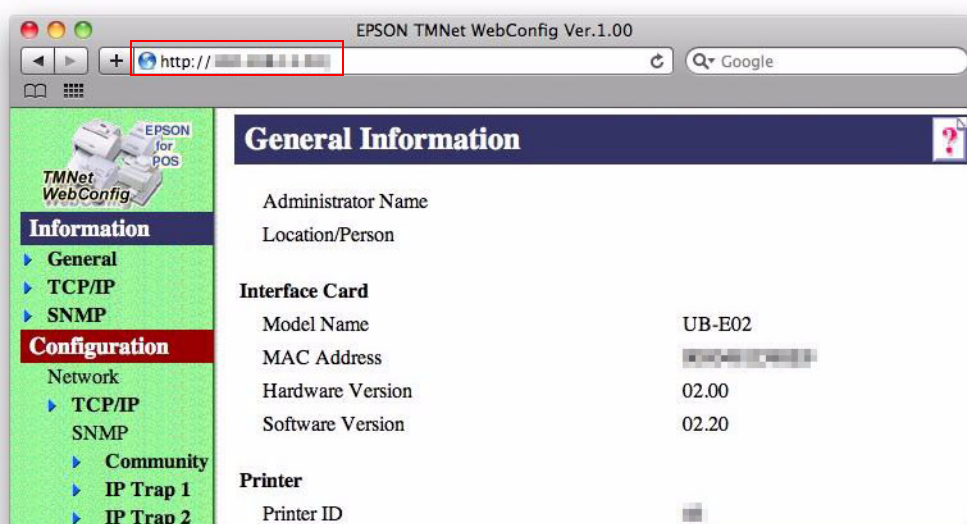 EPSON TMNet WebConfig Ver.1.00
http://
Google
EPSON
for
POS
TMNet
WebConfig
Information
General
TCP/IP
SNMP
Configuration
Network
TCP/IP
SNMP
Community
IP Trap 1
IP Trap 2
General Information
?
Administrator Name
Location/Person
Interface Card
Model Name UB-E02
MAC Address
Hardware Version 02.00
Software Version 02.20
Printer
Printer ID